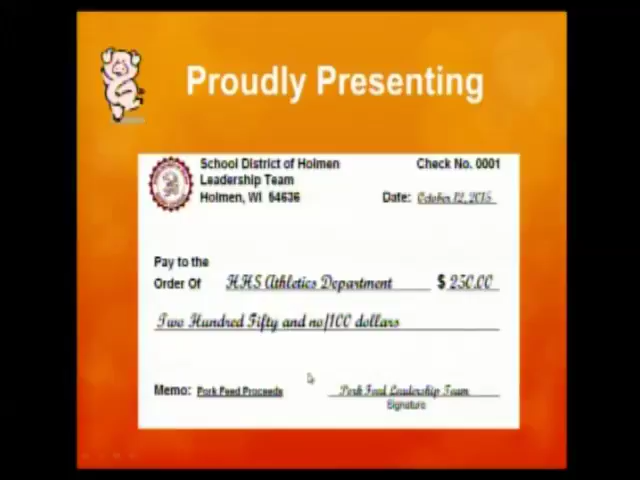 Proudly Presenting
School District of Holmen
Leadership Team
Holmen, WI 54636
Check No. 0001
Date: October 12, 2015
Pay to the
Order Of HHS Athletics Department $ 250.00
Two Hundred Fifty and no/100 dollars
Memo: Pork Feed Proceeds
Pork Feed Leadership Team
Signature